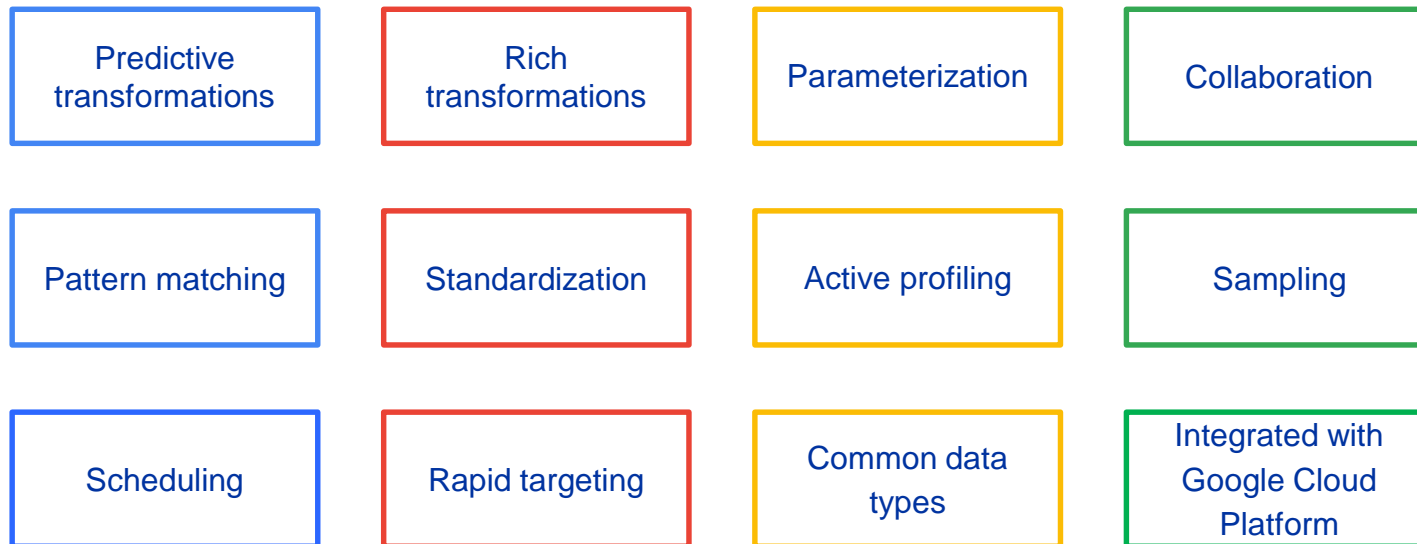 Predictive
transformations
Rich
transformations
Parameterization
Collaboration
Pattern matching
Standardization
Active profiling
Sampling
Scheduling
Rapid targeting
Common data
types
Integrated with
Google Cloud
Platform